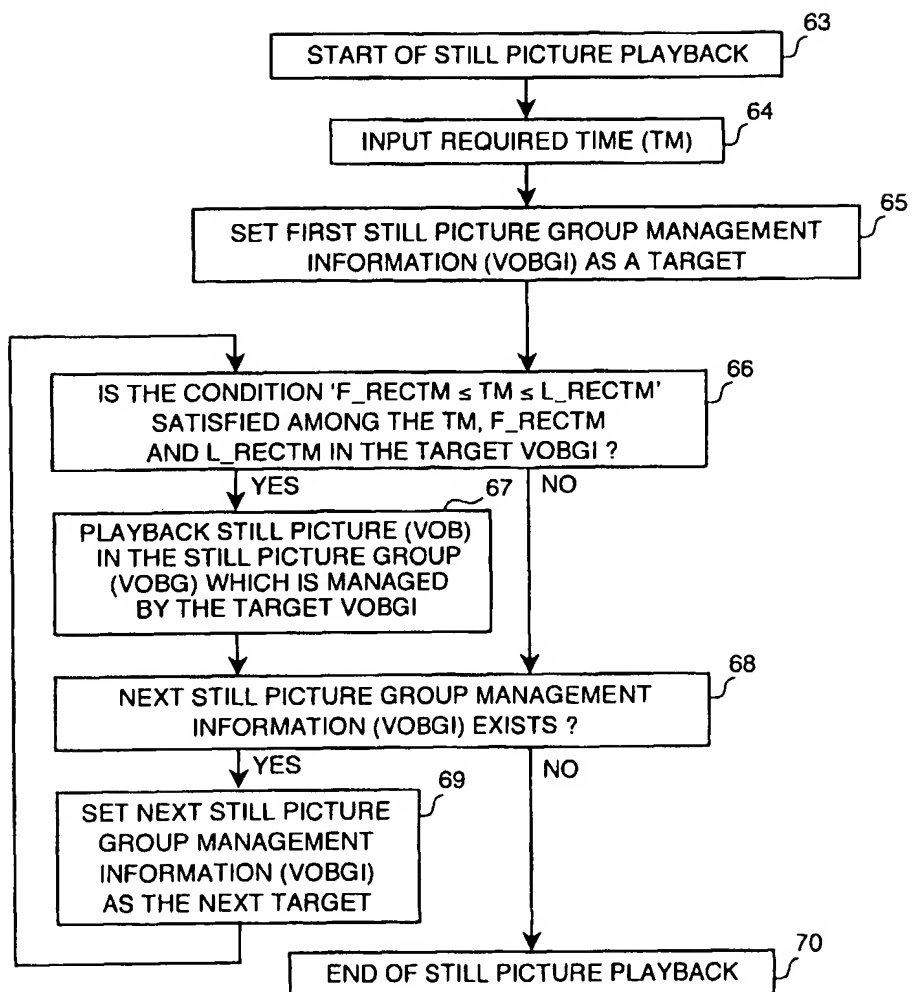 63
START OF STILL PICTURE PLAYBACK
64
INPUT REQUIRED TIME (TM)
65
SET FIRST STILL PICTURE GROUP MANAGEMENT
INFORMATION (VOBGI) AS A TARGET
66
IS THE CONDITION 'F_RECTM ≤ TM ≤ L_RECTM'
SATISFIED AMONG THE TM, F_RECTM
AND L_RECTM IN THE TARGET VOBGI ?
YES
NO
67
PLAYBACK STILL PICTURE (VOB)
IN THE STILL PICTURE GROUP
(VOBG) WHICH IS MANAGED
BY THE TARGET VOBGI
68
NEXT STILL PICTURE GROUP MANAGEMENT
INFORMATION (VOBGI) EXISTS ?
YES
NO
69
SET NEXT STILL PICTURE
GROUP MANAGEMENT
INFORMATION (VOBGI)
AS THE NEXT TARGET
70
END OF STILL PICTURE PLAYBACK